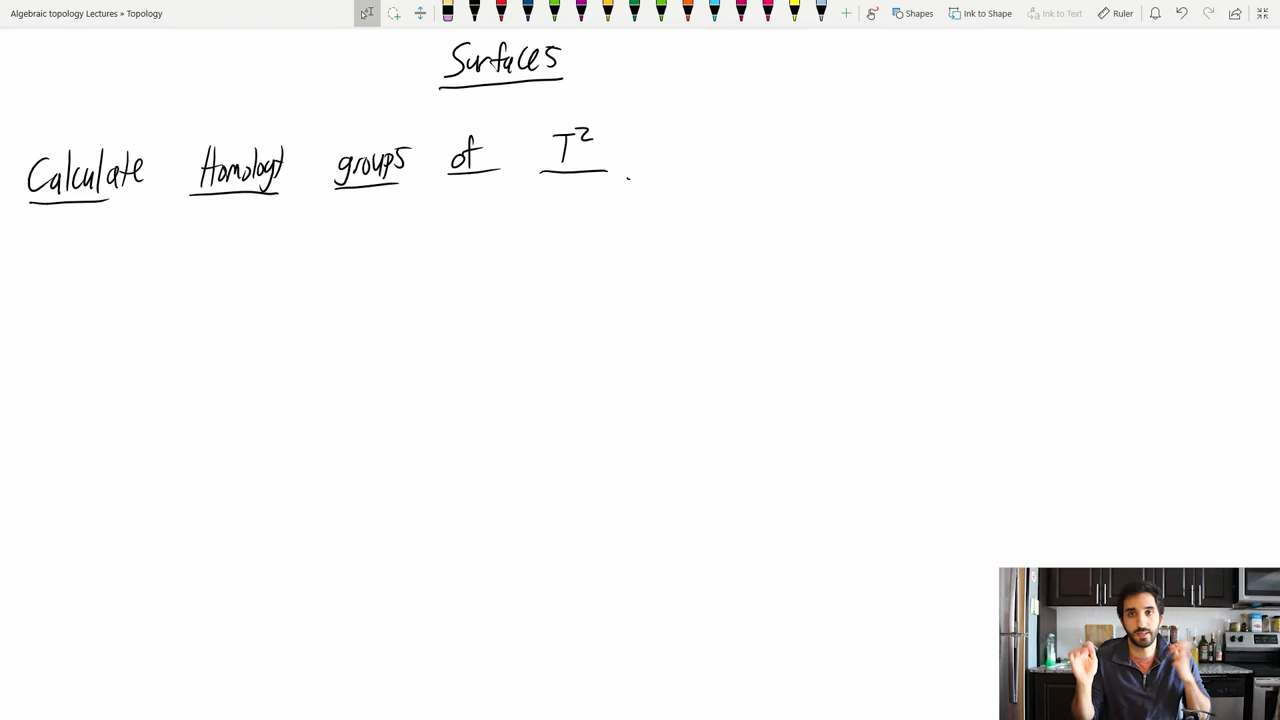 Algebraic topology Lectures – Topology
Shapes Ink to Shape Ink to Text Ruler
Surfaces
Calculate Homology groups of T²